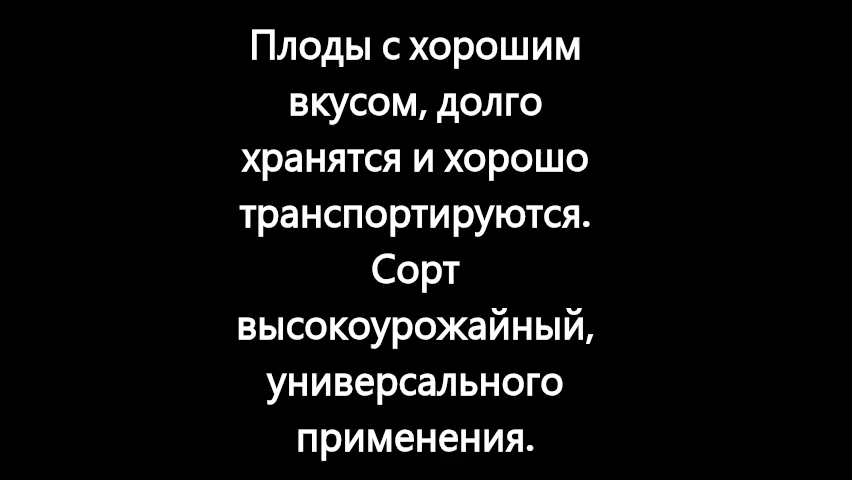 Плоды с хорошим
вкусом, долго
хранятся и хорошо
транспортируются.
Сорт
высокоурожайный,
универсального
применения.